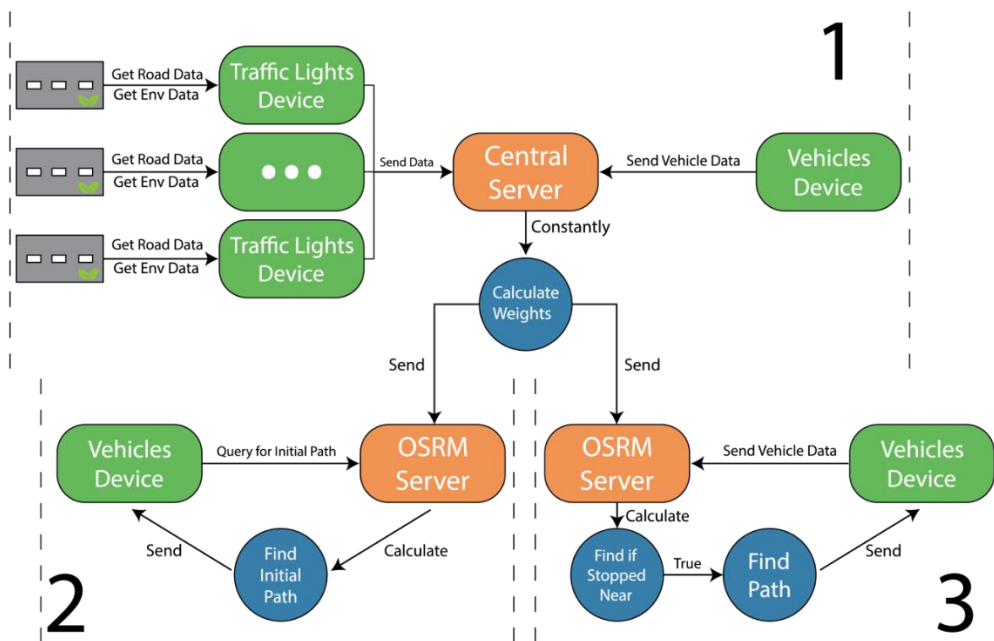 1
Get Road Data
Get Env Data
Traffic Lights
Device
Get Road Data
Get Env Data
Send Data
Central
Server
Send Vehicle Data
Vehicles
Device
Get Road Data
Get Env Data
Traffic Lights
Device
Constantly
Calculate
Weights
Send
Send
Vehicles
Device
Query for Initial Path
OSRM
Server
Send
Find
Initial
Path
Calculate
2
OSRM
Server
Send Vehicle Data
Vehicles
Device
Calculate
Find if
Stopped
Near
True
Find
Path
Send
3